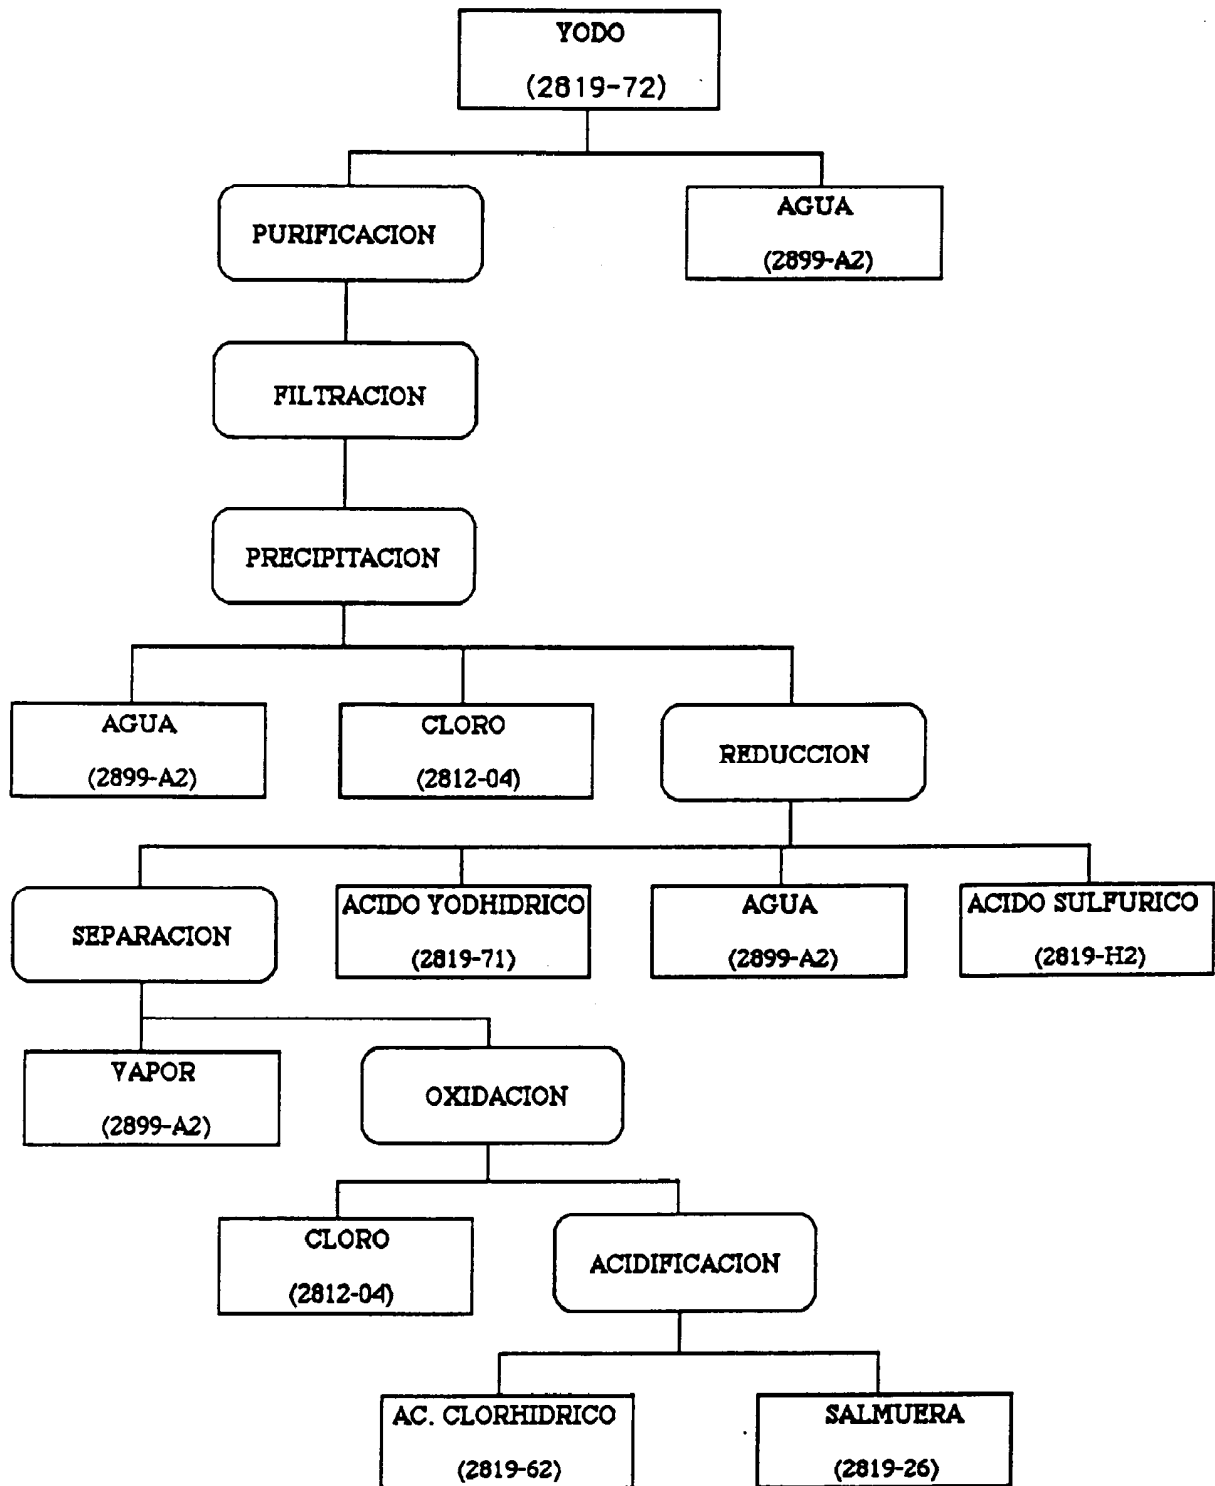 YODO
(2819-72)
PURIFICACION
AGUA
(2899-A2)
FILTRACION
PRECIPITACION
AGUA
(2899-A2)
CLORO
(2812-04)
REDUCCION
SEPARACION
ACIDO YODHIDRICO
(2819-71)
AGUA
(2899-A2)
ACIDO SULFURICO
(2819-H2)
VAPOR
(2899-A2)
OXIDACION
CLORO
(2812-04)
ACIDIFICACION
AC. CLORHIDRICO
(2819-62)
SALMUERA
(2819-26)